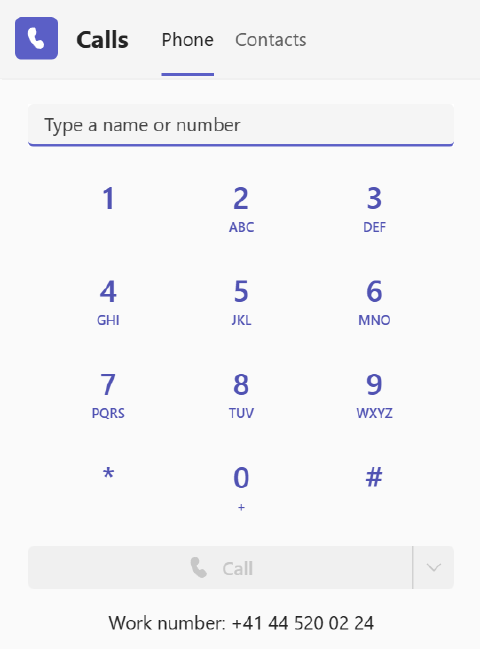 Calls Phone Contacts
Type a name or number
1 2 3
ABC DEF
4 5 6
GHI JKL MNO
7 8 9
PQRS TUV WXYZ
* 0 #
+
Call
Work number: +41 44 520 02 24